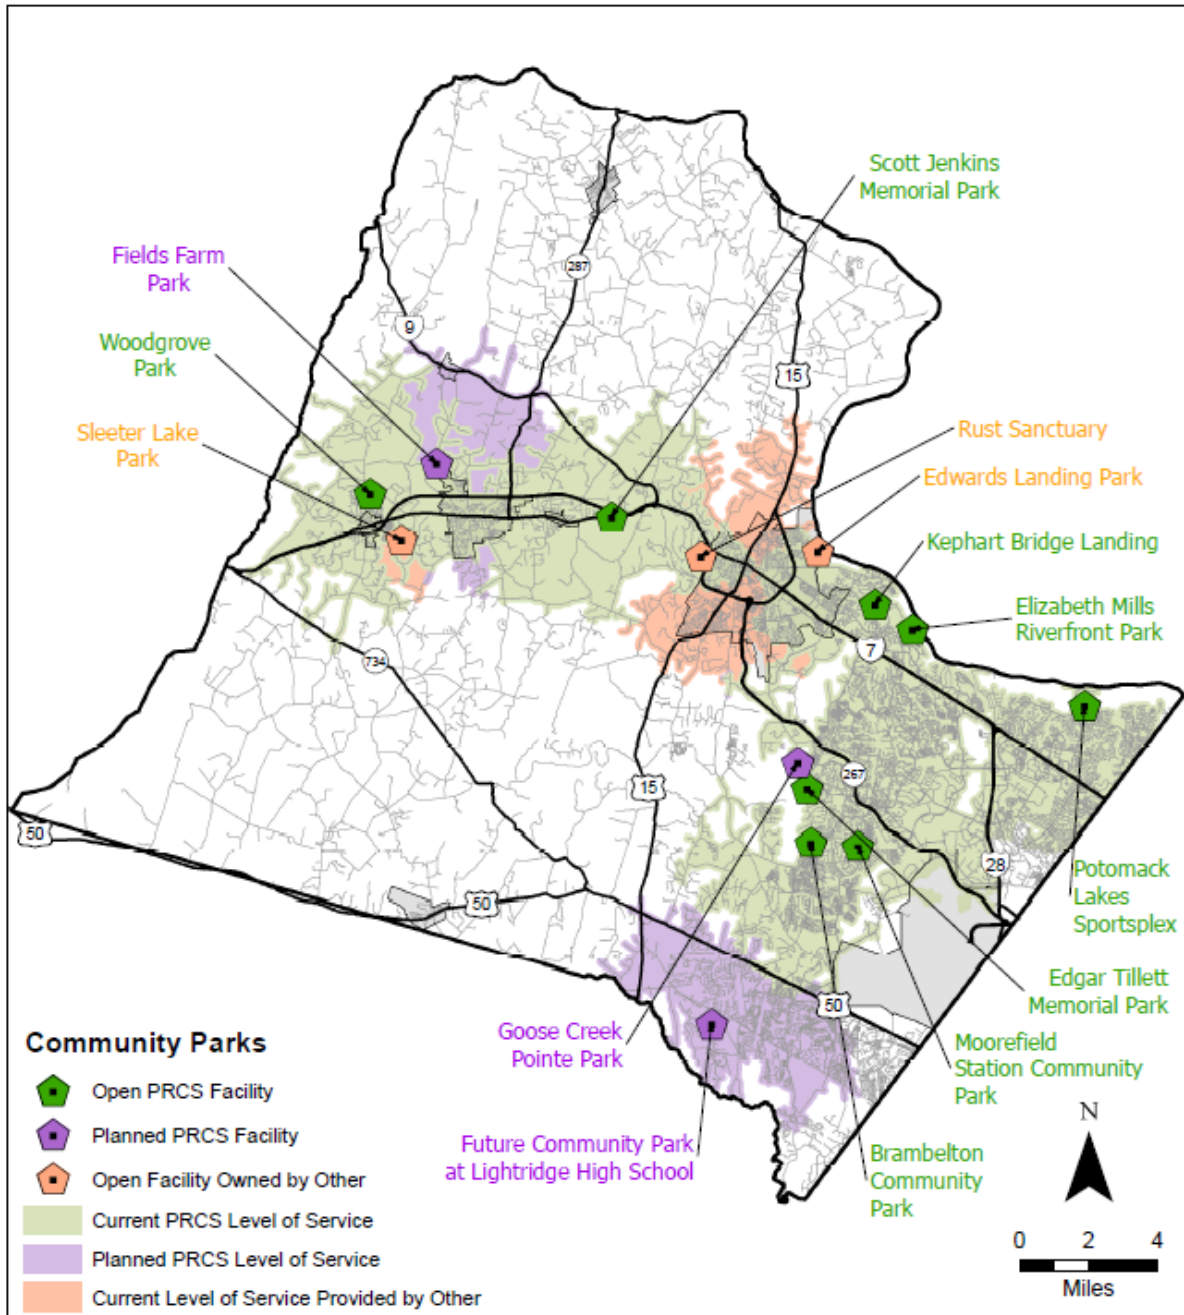 Scott Jenkins
Memorial Park
Fields Farm
Park
287
9
Woodgrove
Park
15
Sleeter Lake
Park
Rust Sanctuary
Edwards Landing Park
Kephart Bridge Landing
Elizabeth Mills
Riverfront Park
7
734
267
15
50
28
50
Potomack
Lakes
Sportsplex
Edgar Tillett
Memorial Park
50
Goose Creek
Pointe Park
Moorefield
Station Community
Park
Future Community Park
at Lightridge High School
Brambelton
Community
Park
Community Parks
Open PRCS Facility
Planned PRCS Facility
Open Facility Owned by Other
Current PRCS Level of Service
Planned PRCS Level of Service
Current Level of Service Provided by Other
N
0 2 4
Miles